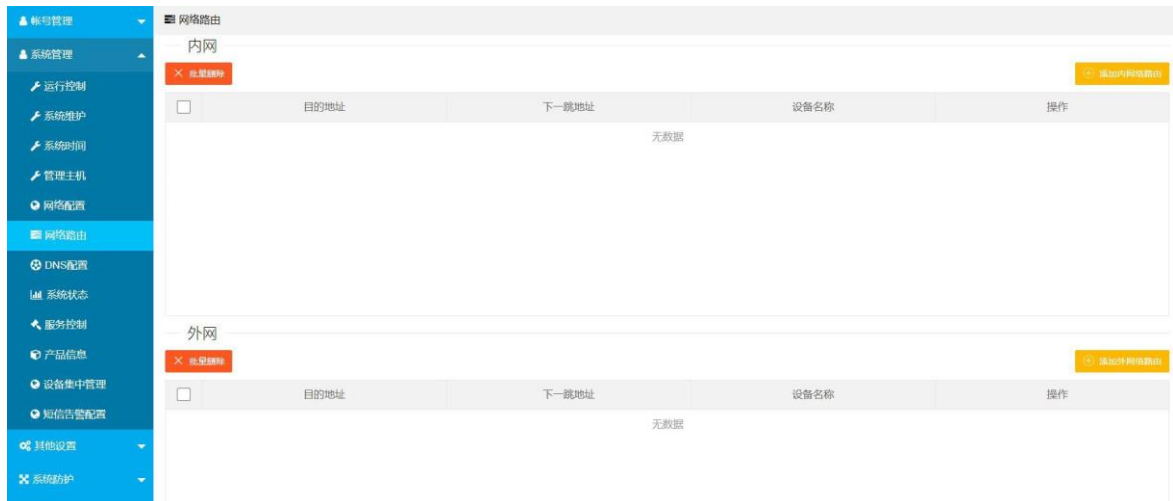 帐号管理
系统管理
运行控制
系统维护
系统时间
管理主机
网络配置
网络路由
DNS配置
系统状态
服务控制
产品信息
设备集中管理
短信告警配置
其他设置
系统防护
网络路由
内网
批量删除
添加内网络路由
目的地址 下一跳地址 设备名称 操作
无数据
外网
批量删除
添加外网络路由
目的地址 下一跳地址 设备名称 操作
无数据